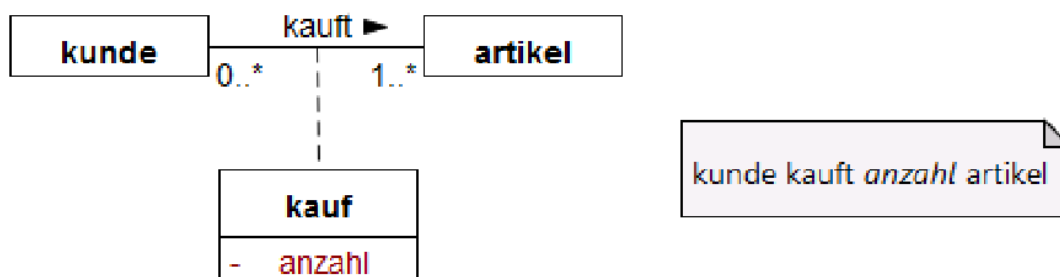 kauft ►
kunde
artikel
0..*
1..*
kunde kauft anzahl artikel
kauf
- anzahl